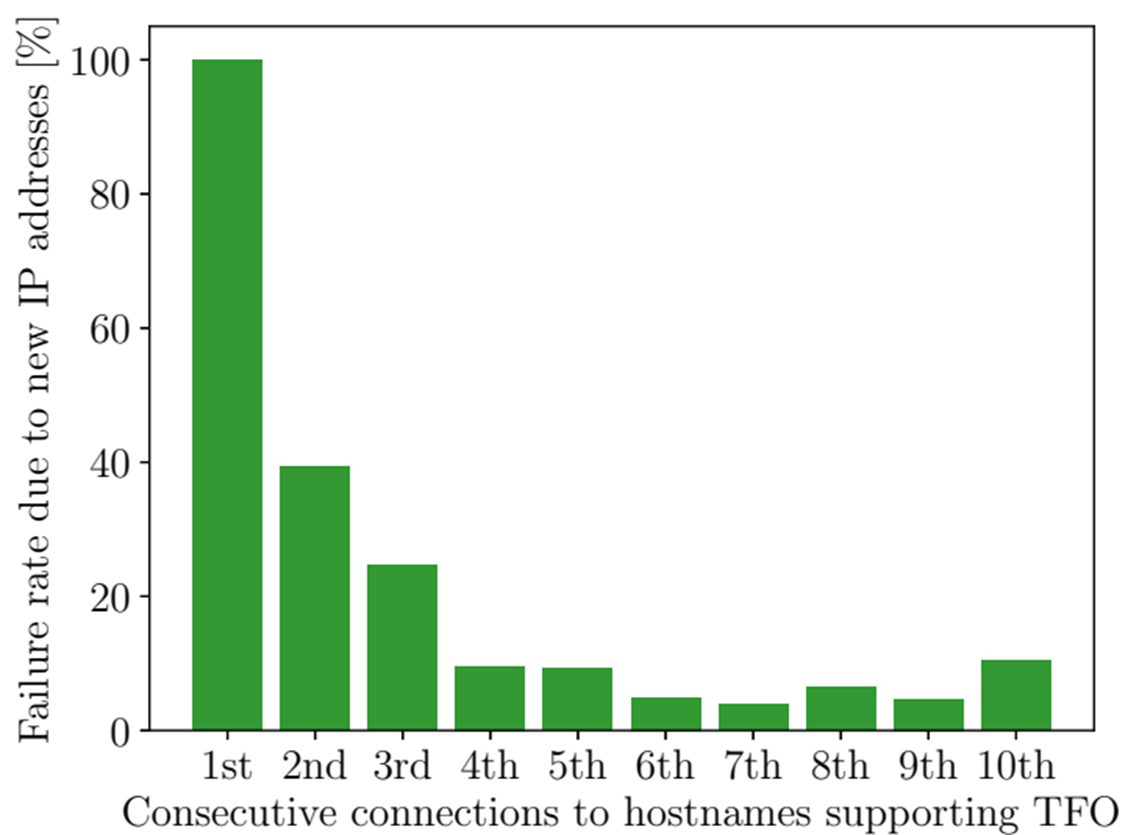 Failure rate due to new IP addresses [%]
100
80
60
40
20
0
1st 2nd 3rd 4th 5th 6th 7th 8th 9th 10th
Consecutive connections to hostnames supporting TFO